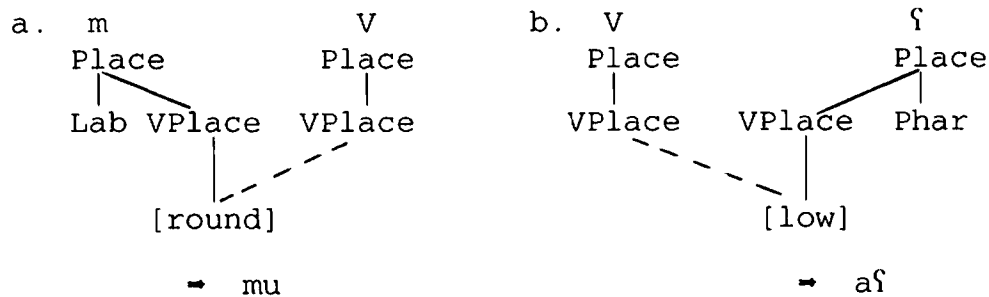 a. m V b. V ʕ
Place Place Place Place
Lab VPlace VPlace VPlace VPlace Phar
[round] [low]
➡ mu ➡ aʕ